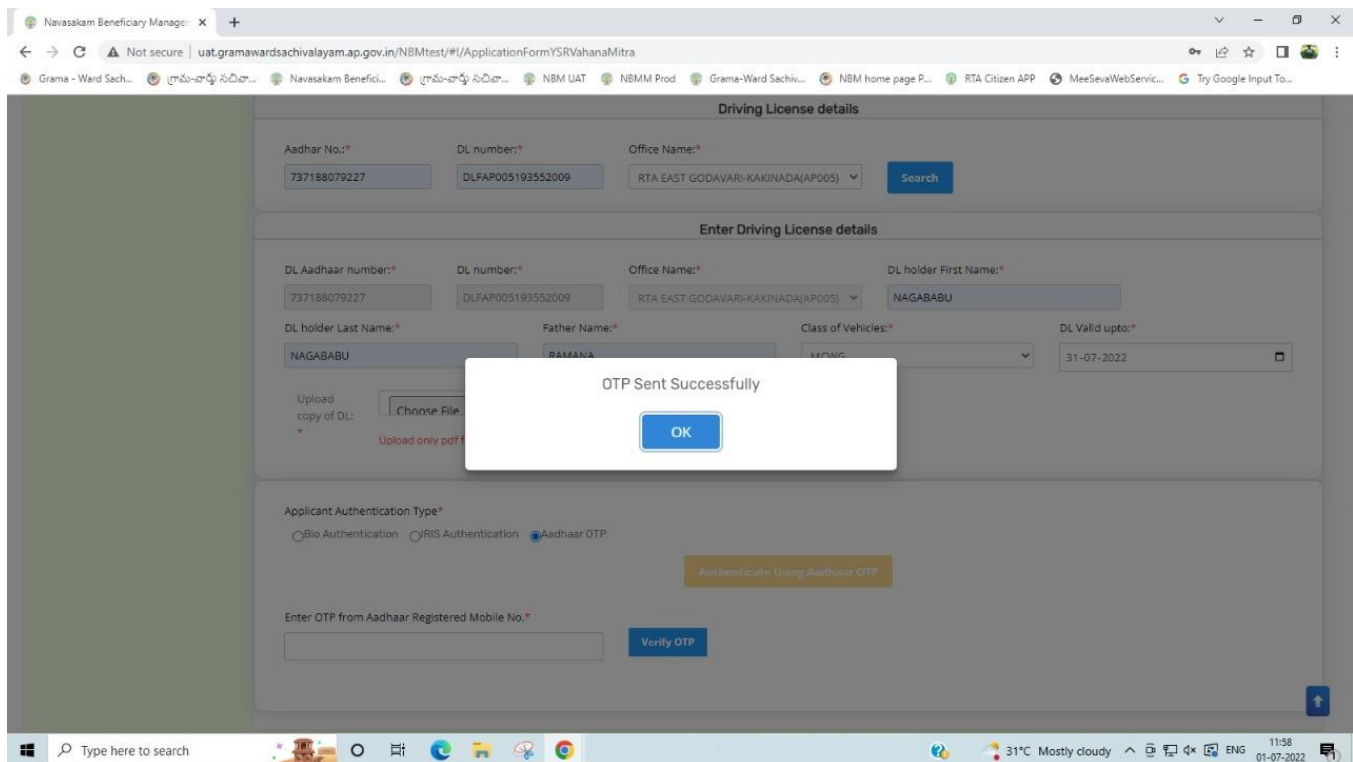 Navasakam Beneficiary Manager
Not secure | uat.gramawardsachivalayam.ap.gov.in/NBMtest/#!/ApplicationFormYSRVahanaMitra
Grama - Ward Sach... గ్రామ-వార్డు సచివా... Navasakam Benefici... గ్రామ-వార్డు సచివా... NBM UAT NBMM Prod Grama-Ward Sachiv... NBM home page P... RTA Citizen APP MeeSevaWebServic... Try Google Input To...
Driving License details
Aadhar No.:* DL number:* Office Name:*
737188079227 DLFAP005193552009 RTA EAST GODAVARI-KAKINADA(AP005) Search
Enter Driving License details
DL Aadhaar number:* DL number:* Office Name:* DL holder First Name:*
737188079227 DLFAP005193552009 RTA EAST GODAVARI-KAKINADA(AP005) NAGABABU
DL holder Last Name:* Father Name:* Class of Vehicles:* DL Valid upto:*
NAGABABU RAMANA MCWG 31-07-2022
OTP Sent Successfully
OK
Upload
copy of DL:
*
Choose File
Upload only pdf f
Applicant Authentication Type*
Bio Authentication IRIS Authentication Aadhaar OTP
Authenticate Using Aadhaar OTP
Enter OTP from Aadhaar Registered Mobile No.*
Verify OTP
Type here to search 31°C Mostly cloudy ENG 11:58
01-07-2022